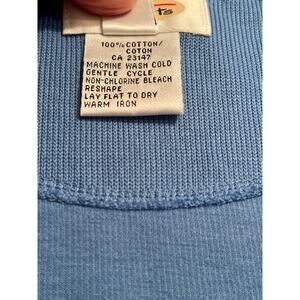 ts
100% COTTON/
COTON
CA 23147
MACHINE WASH COLD
GENTLE CYCLE
NON-CHLORINE BLEACH
RESHAPE
LAY FLAT TO DRY
WARM IRON